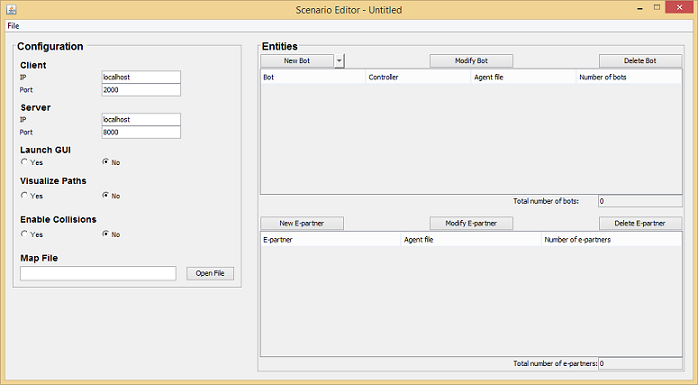 Scenario Editor - Untitled
File
Configuration
Client
IP localhost
Port 2000
Server
IP localhost
Port 8000
Launch GUI
Yes No
Visualize Paths
Yes No
Enable Collisions
Yes No
Map File
Open File
Entities
New Bot Modify Bot Delete Bot
Bot Controller Agent file Number of bots
Total number of bots: 0
New E-partner Modify E-partner Delete E-partner
E-partner Agent file Number of e-partners
Total number of e-partners: 0